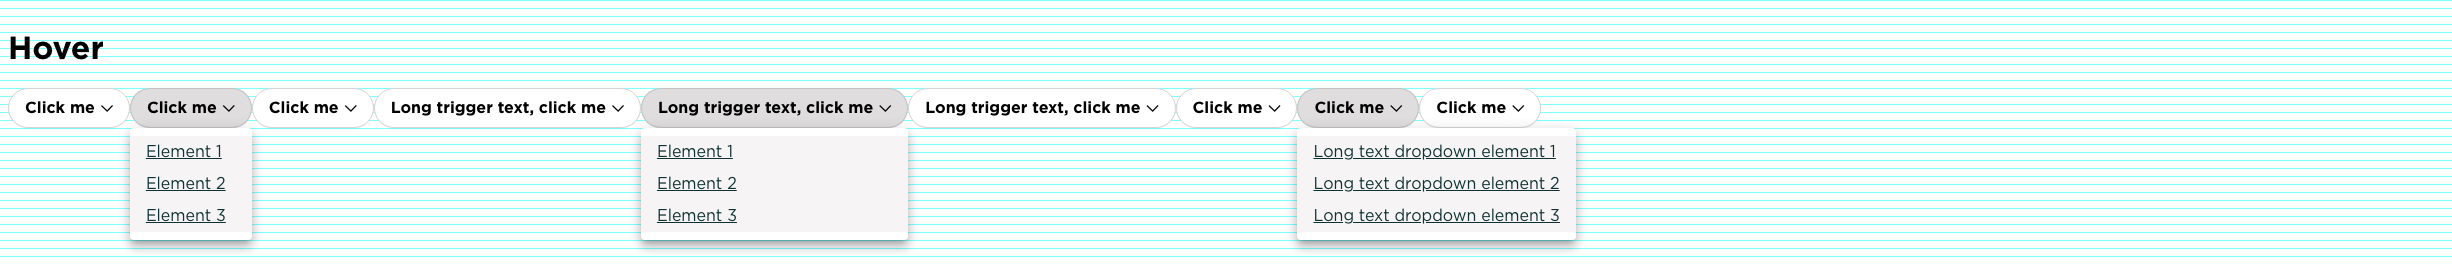 Hover
Click me Click me Click me Long trigger text, click me Long trigger text, click me Long trigger text, click me Click me Click me Click me
Element 1
Element 2
Element 3
Element 1
Element 2
Element 3
Long text dropdown element 1
Long text dropdown element 2
Long text dropdown element 3